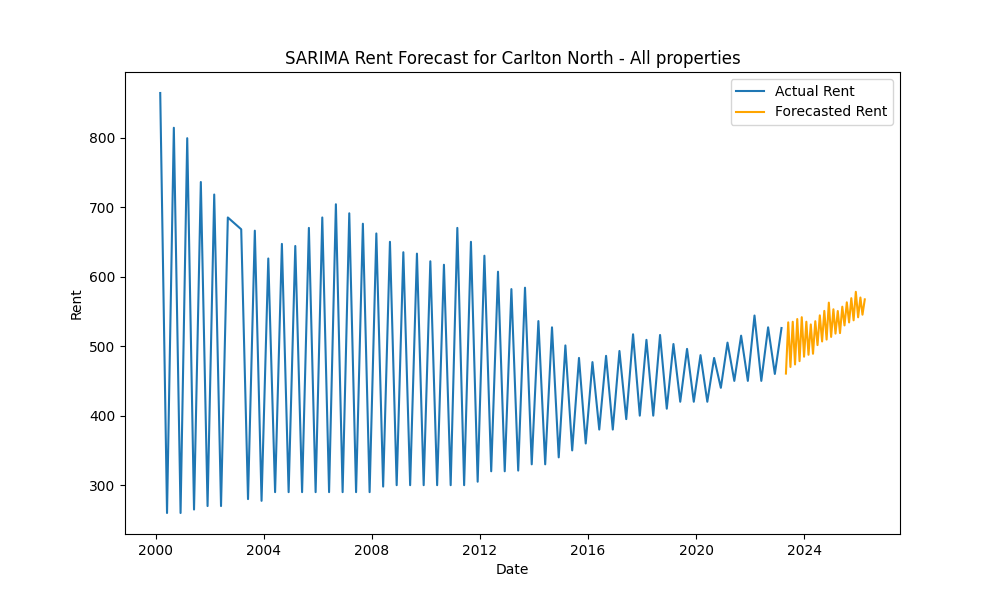 SARIMA Rent Forecast for Carlton North - All properties
Actual Rent
Forecasted Rent
800
700
600
500
400
300
Rent
2000 2004 2008 2012 2016 2020 2024
Date